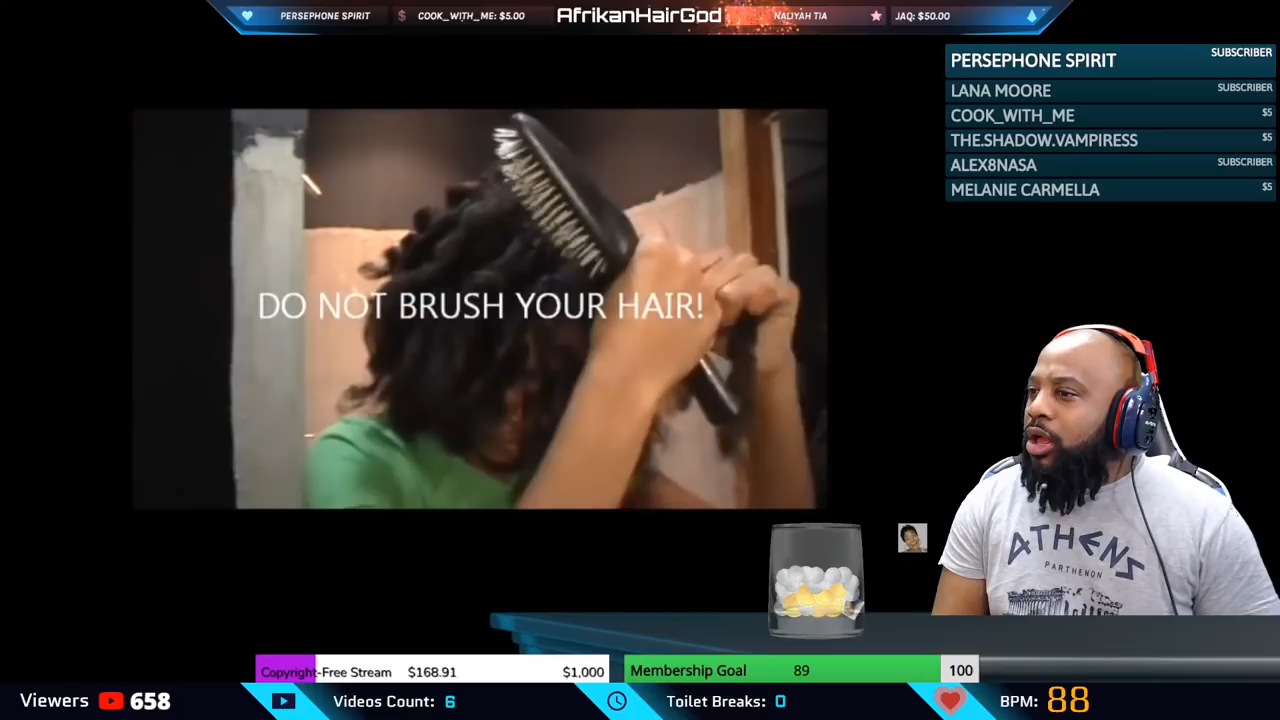 PERSEPHONE SPIRIT
$ COOK_WITH_ME: $5.00
AfrikanHairGod
NALIYAH TIA
JAQ: $50.00
PERSEPHONE SPIRIT SUBSCRIBER
LANA MOORE SUBSCRIBER
COOK_WITH_ME $5
THE.SHADOW.VAMPIRESS $5
ALEX8NASA SUBSCRIBER
MELANIE CARMELLA $5
DO NOT BRUSH YOUR HAIR!
ATHENS
PARTHENON
Copyright-Free Stream $168.91 $1,000
Membership Goal 89 100
Viewers 658
Videos Count: 6
Toilet Breaks: 0
BPM: 88